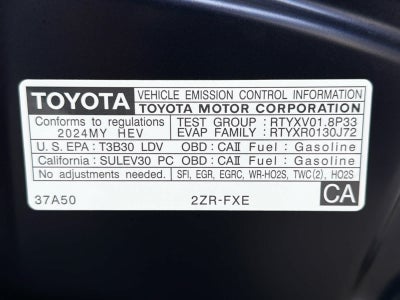 TOYOTA VEHICLE EMISSION CONTROL INFORMATION
TOYOTA MOTOR CORPORATION
Conforms to regulations TEST GROUP : RTYXV01.8P33
2024MY HEV EVAP FAMILY : RTYXR0130J72
U.S. EPA : T3B30 LDV OBD : CAII Fuel : Gasoline
California : SULEV30 PC OBD : CAII Fuel : Gasoline
No adjustments needed. SFI, EGR, EGRC, WR-HO2S, TWC(2), HO2S
37A50 2ZR-FXE CA